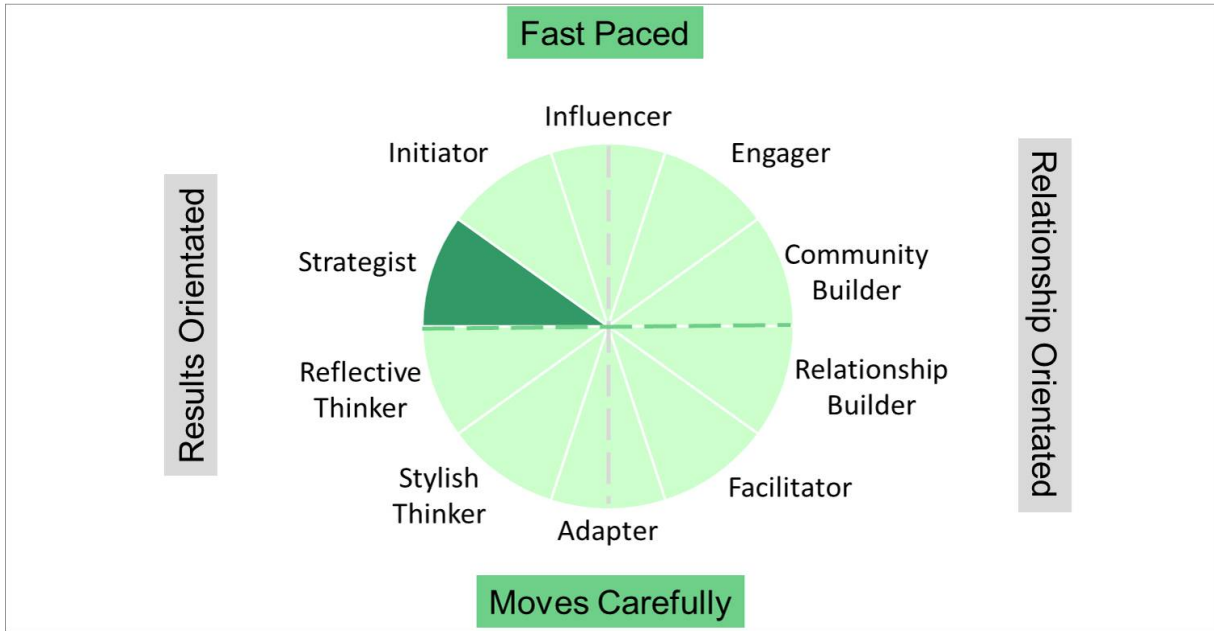 Fast Paced
Influencer
Initiator
Engager
Results Orientated
Relationship Orientated
Strategist
Community
Builder
Reflective
Thinker
Relationship
Builder
Stylish
Thinker
Facilitator
Adapter
Moves Carefully